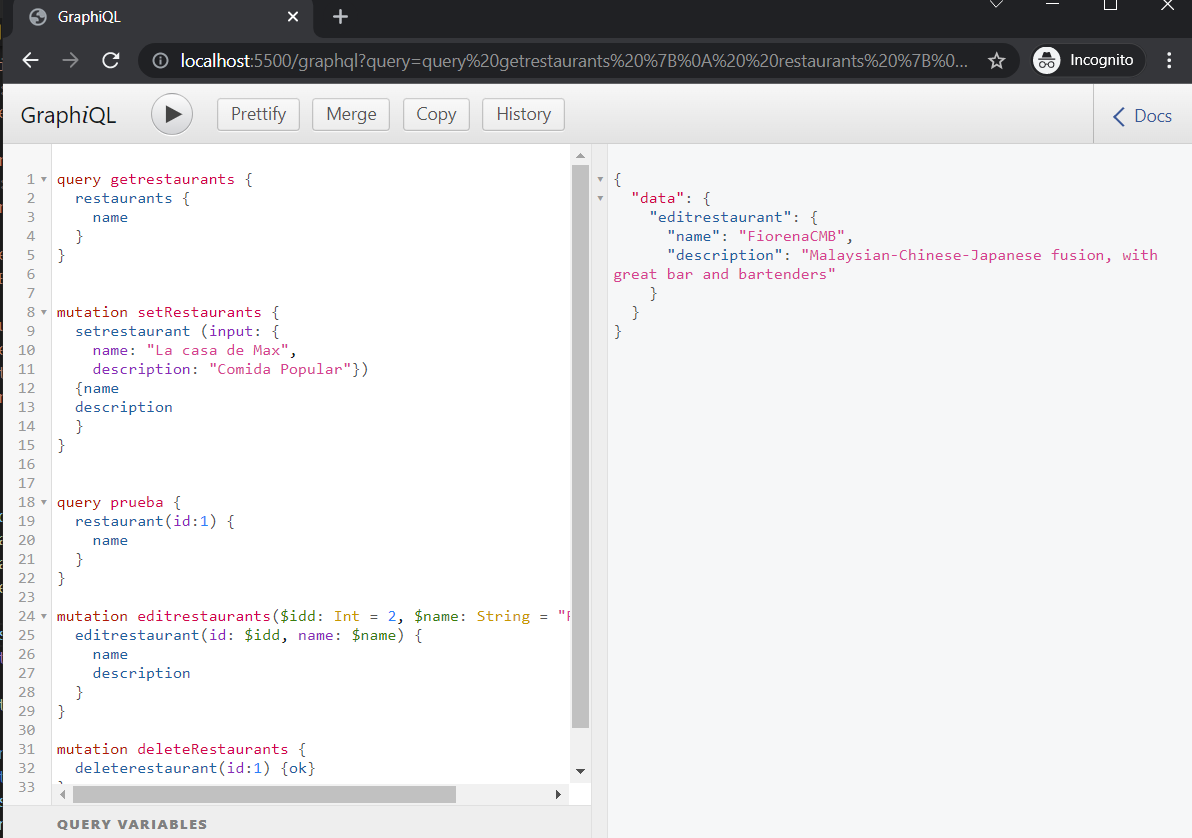 GraphiQL
localhost:5500/graphql?query=query%20getrestaurants%20%7B%0A%20%20restaurants%20%7B%0...
Incognito
GraphiQL
Prettify
Merge
Copy
History
Docs
1 query getrestaurants {
2 restaurants {
3 name
4 }
5 }
6
7
8 mutation setRestaurants {
9 setrestaurant (input: {
10 name: "La casa de Max",
11 description: "Comida Popular"})
12 {name
13 description
14 }
15 }
16
17
18 query prueba {
19 restaurant(id:1) {
20 name
21 }
22 }
23
24 mutation editrestaurants($idd: Int = 2, $name: String = "
25 editrestaurant(id: $idd, name: $name) {
26 name
27 description
28 }
29 }
30
31 mutation deleteRestaurants {
32 deleterestaurant(id:1) {ok}
33
QUERY VARIABLES
{
"data": {
"editrestaurant": {
"name": "FiorenaCMB",
"description": "Malaysian-Chinese-Japanese fusion, with
great bar and bartenders"
}
}
}